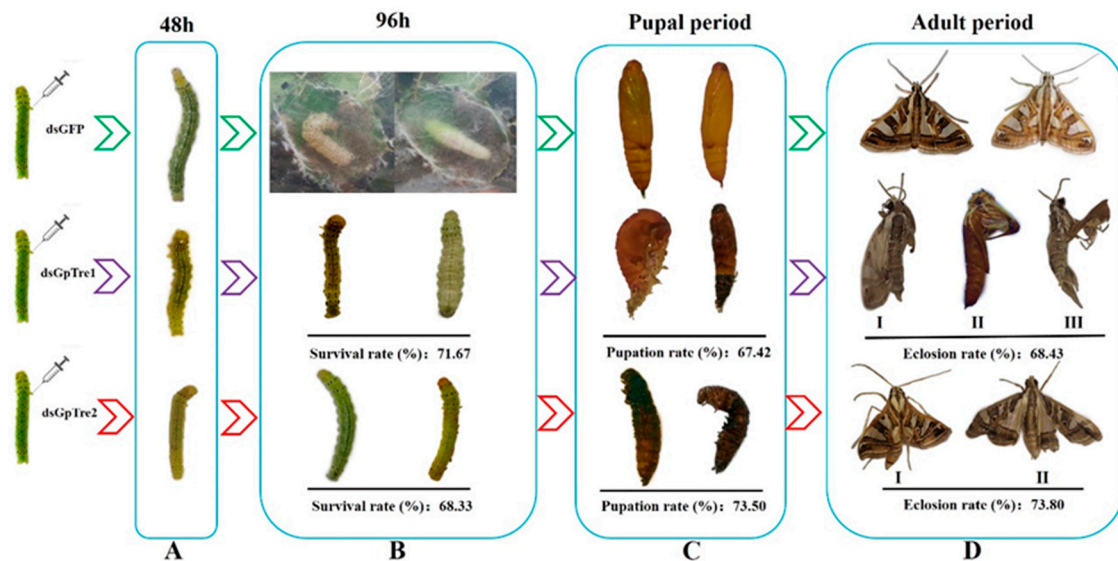 48h
96h
Pupal period
Adult period
dsGFP
dsGpTre1
I
II
III
Survival rate (%)：71.67
Pupation rate (%)：67.42
Eclosion rate (%)：68.43
dsGpTre2
I
II
Survival rate (%)：68.33
Pupation rate (%)：73.50
Eclosion rate (%)：73.80
A
B
C
D